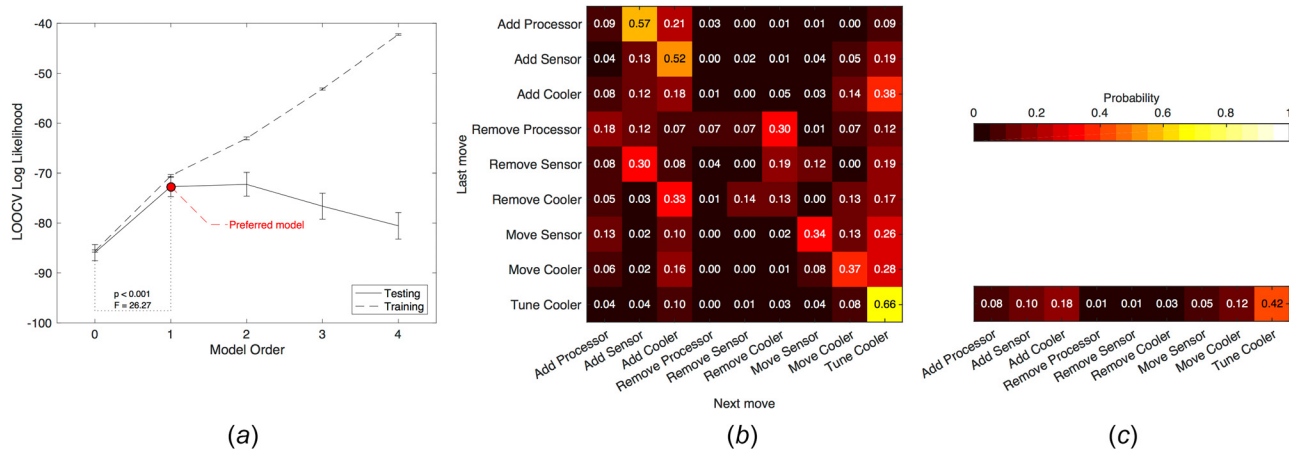 -40
-50
-60
-70
-80
-90
-100
LOOCV Log Likelihood
Preferred model
p < 0.001
F = 26.27
Testing
Training
0 1 2 3 4
Model Order
(a)
Last move
Add Processor 0.09 0.57 0.21 0.03 0.00 0.01 0.01 0.00 0.09
Add Sensor 0.04 0.13 0.52 0.00 0.02 0.01 0.04 0.05 0.19
Add Cooler 0.08 0.12 0.18 0.01 0.00 0.05 0.03 0.14 0.38
Remove Processor 0.18 0.12 0.07 0.07 0.07 0.30 0.01 0.07 0.12
Remove Sensor 0.08 0.30 0.08 0.04 0.00 0.19 0.12 0.00 0.19
Remove Cooler 0.05 0.03 0.33 0.01 0.14 0.13 0.00 0.13 0.17
Move Sensor 0.13 0.02 0.10 0.00 0.00 0.02 0.34 0.13 0.26
Move Cooler 0.06 0.02 0.16 0.00 0.00 0.01 0.08 0.37 0.28
Tune Cooler 0.04 0.04 0.10 0.00 0.01 0.03 0.04 0.08 0.66
Add Processor
Add Sensor
Add Cooler
Remove Processor
Remove Sensor
Remove Cooler
Move Sensor
Move Cooler
Tune Cooler
Next move
(b)
Probability
0 0.2 0.4 0.6 0.8 1
0.08 0.10 0.18 0.01 0.01 0.03 0.05 0.12 0.42
Add Processor
Add Sensor
Add Cooler
Remove Processor
Remove Sensor
Remove Cooler
Move Sensor
Move Cooler
Tune Cooler
(c)